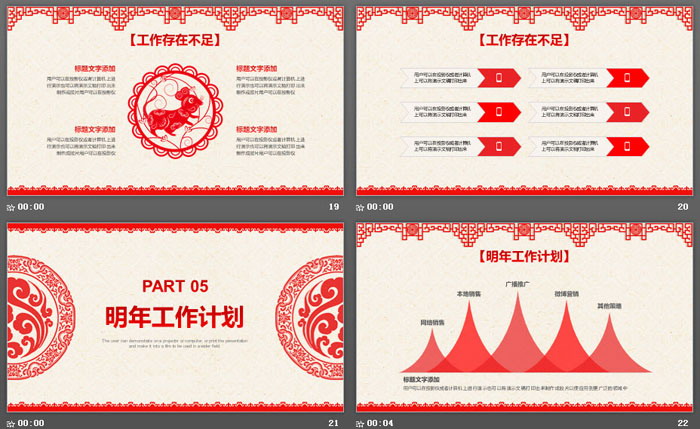 【工作存在不足】
标题文字添加
用户可以在投影仪或者计算机上进
行演示也可以将演示文稿打印出来
制作成胶片用户可以在投影仪
标题文字添加
用户可以在投影仪或者计算机上进
行演示也可以将演示文稿打印出来
制作成胶片用户可以在投影仪
标题文字添加
用户可以在投影仪或者计算机上进
行演示也可以将演示文稿打印出来
制作成胶片用户可以在投影仪
标题文字添加
用户可以在投影仪或者计算机上进
行演示也可以将演示文稿打印出来
制作成胶片用户可以在投影仪
00:00
19
【工作存在不足】
用户可以在投影仪或者计算机
上可以将演示文稿打印出来
用户可以在投影仪或者计算机
上可以将演示文稿打印出来
用户可以在投影仪或者计算机
上可以将演示文稿打印出来
用户可以在投影仪或者计算机
上可以将演示文稿打印出来
用户可以在投影仪或者计算机
上可以将演示文稿打印出来
用户可以在投影仪或者计算机
上可以将演示文稿打印出来
00:00
20
PART 05
明年工作计划
The user can demonstrate on a projector or computer, or print the presentation
and make it into a film to be used in a wider field
00:00
21
【明年工作计划】
网络销售
本地销售
广播推广
微博营销
其他策略
标题文字添加
用户可以在投影仪或者计算机上进行演示也可以将演示文稿打印出来制作成胶片以便应用到更广泛的领域中
00:04
22